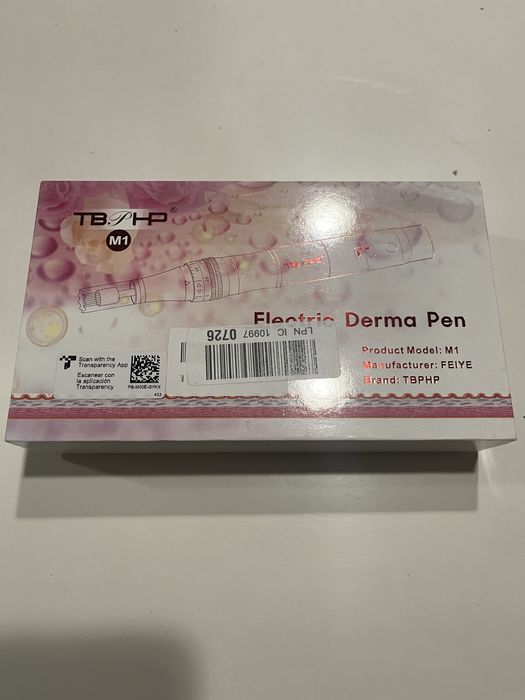 TBPHP®
M1
Electric Derma Pen
LPN IC 10997 0726
Product Model: M1
Manufacturer: FEIYE
Brand: TBPHP
Scan with the
Transparency App
Escanear con
la aplicación
Transparency
432